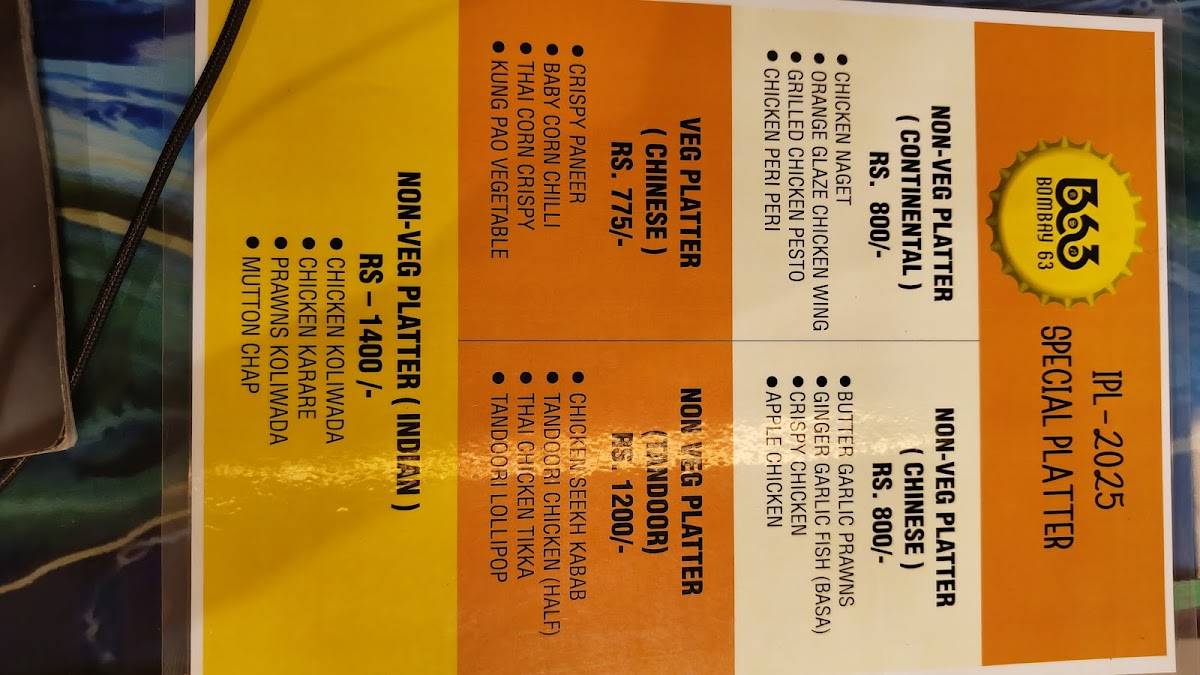 B63
BOMBAY 63
IPL-2025
SPECIAL PLATTER
NON-VEG PLATTER
( CONTINENTAL )
RS. 800/-
● CHICKEN NAGET
● ORANGE GLAZE CHICKEN WING
● GRILLED CHICKEN PESTO
● CHICKEN PERI PERI
NON-VEG PLATTER
( CHINESE )
RS. 800/-
● BUTTER GARLIC PRAWNS
● GINGER GARLIC FISH (BASA)
● CRISPY CHICKEN
● APPLE CHICKEN
VEG PLATTER
( CHINESE )
RS. 775/-
● CRISPY PANEER
● BABY CORN CHILLI
● THAI CORN CRISPY
● KUNG PAO VEGETABLE
NON VEG PLATTER
(TANDOOR)
RS. 1200/-
● CHICKEN SEEKH KABAB
● TANDOORI CHICKEN (HALF)
● THAI CHICKEN TIKKA
● TANDOORI LOLLIPOP
NON-VEG PLATTER ( INDIAN )
RS – 1400 /-
● CHICKEN KOLIWADA
● CHICKEN KARARE
● PRAWNS KOLIWADA
● MUTTON CHAP